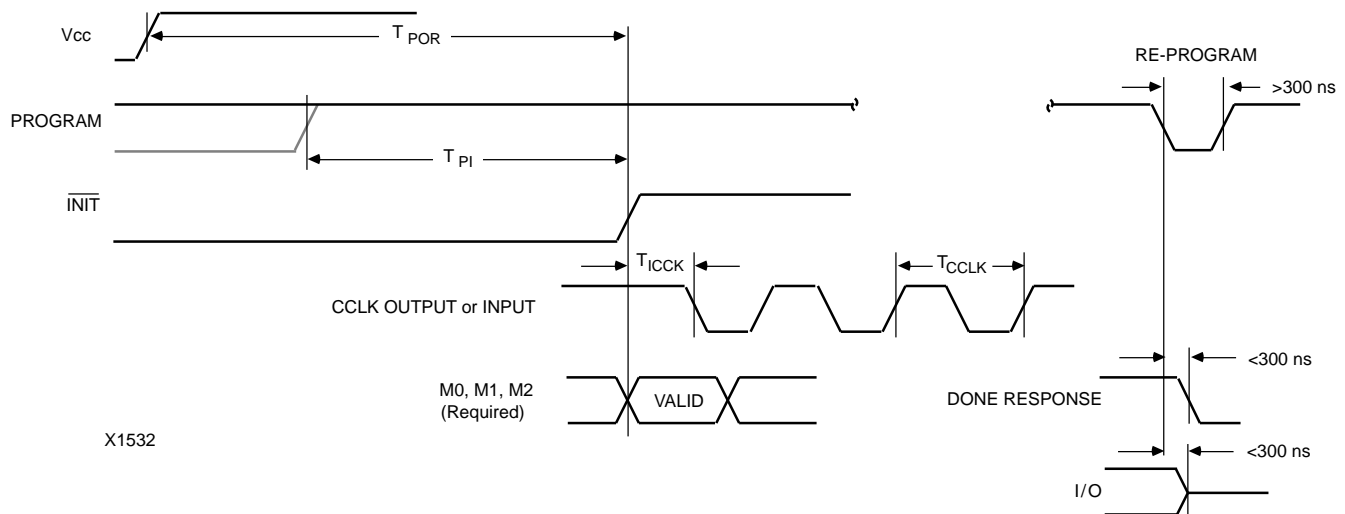 Vcc
T POR
RE-PROGRAM
>300 ns
PROGRAM
T PI
INIT
T ICCK
T CCLK
CCLK OUTPUT or INPUT
<300 ns
M0, M1, M2
(Required)
VALID
DONE RESPONSE
X1532
<300 ns
I/O